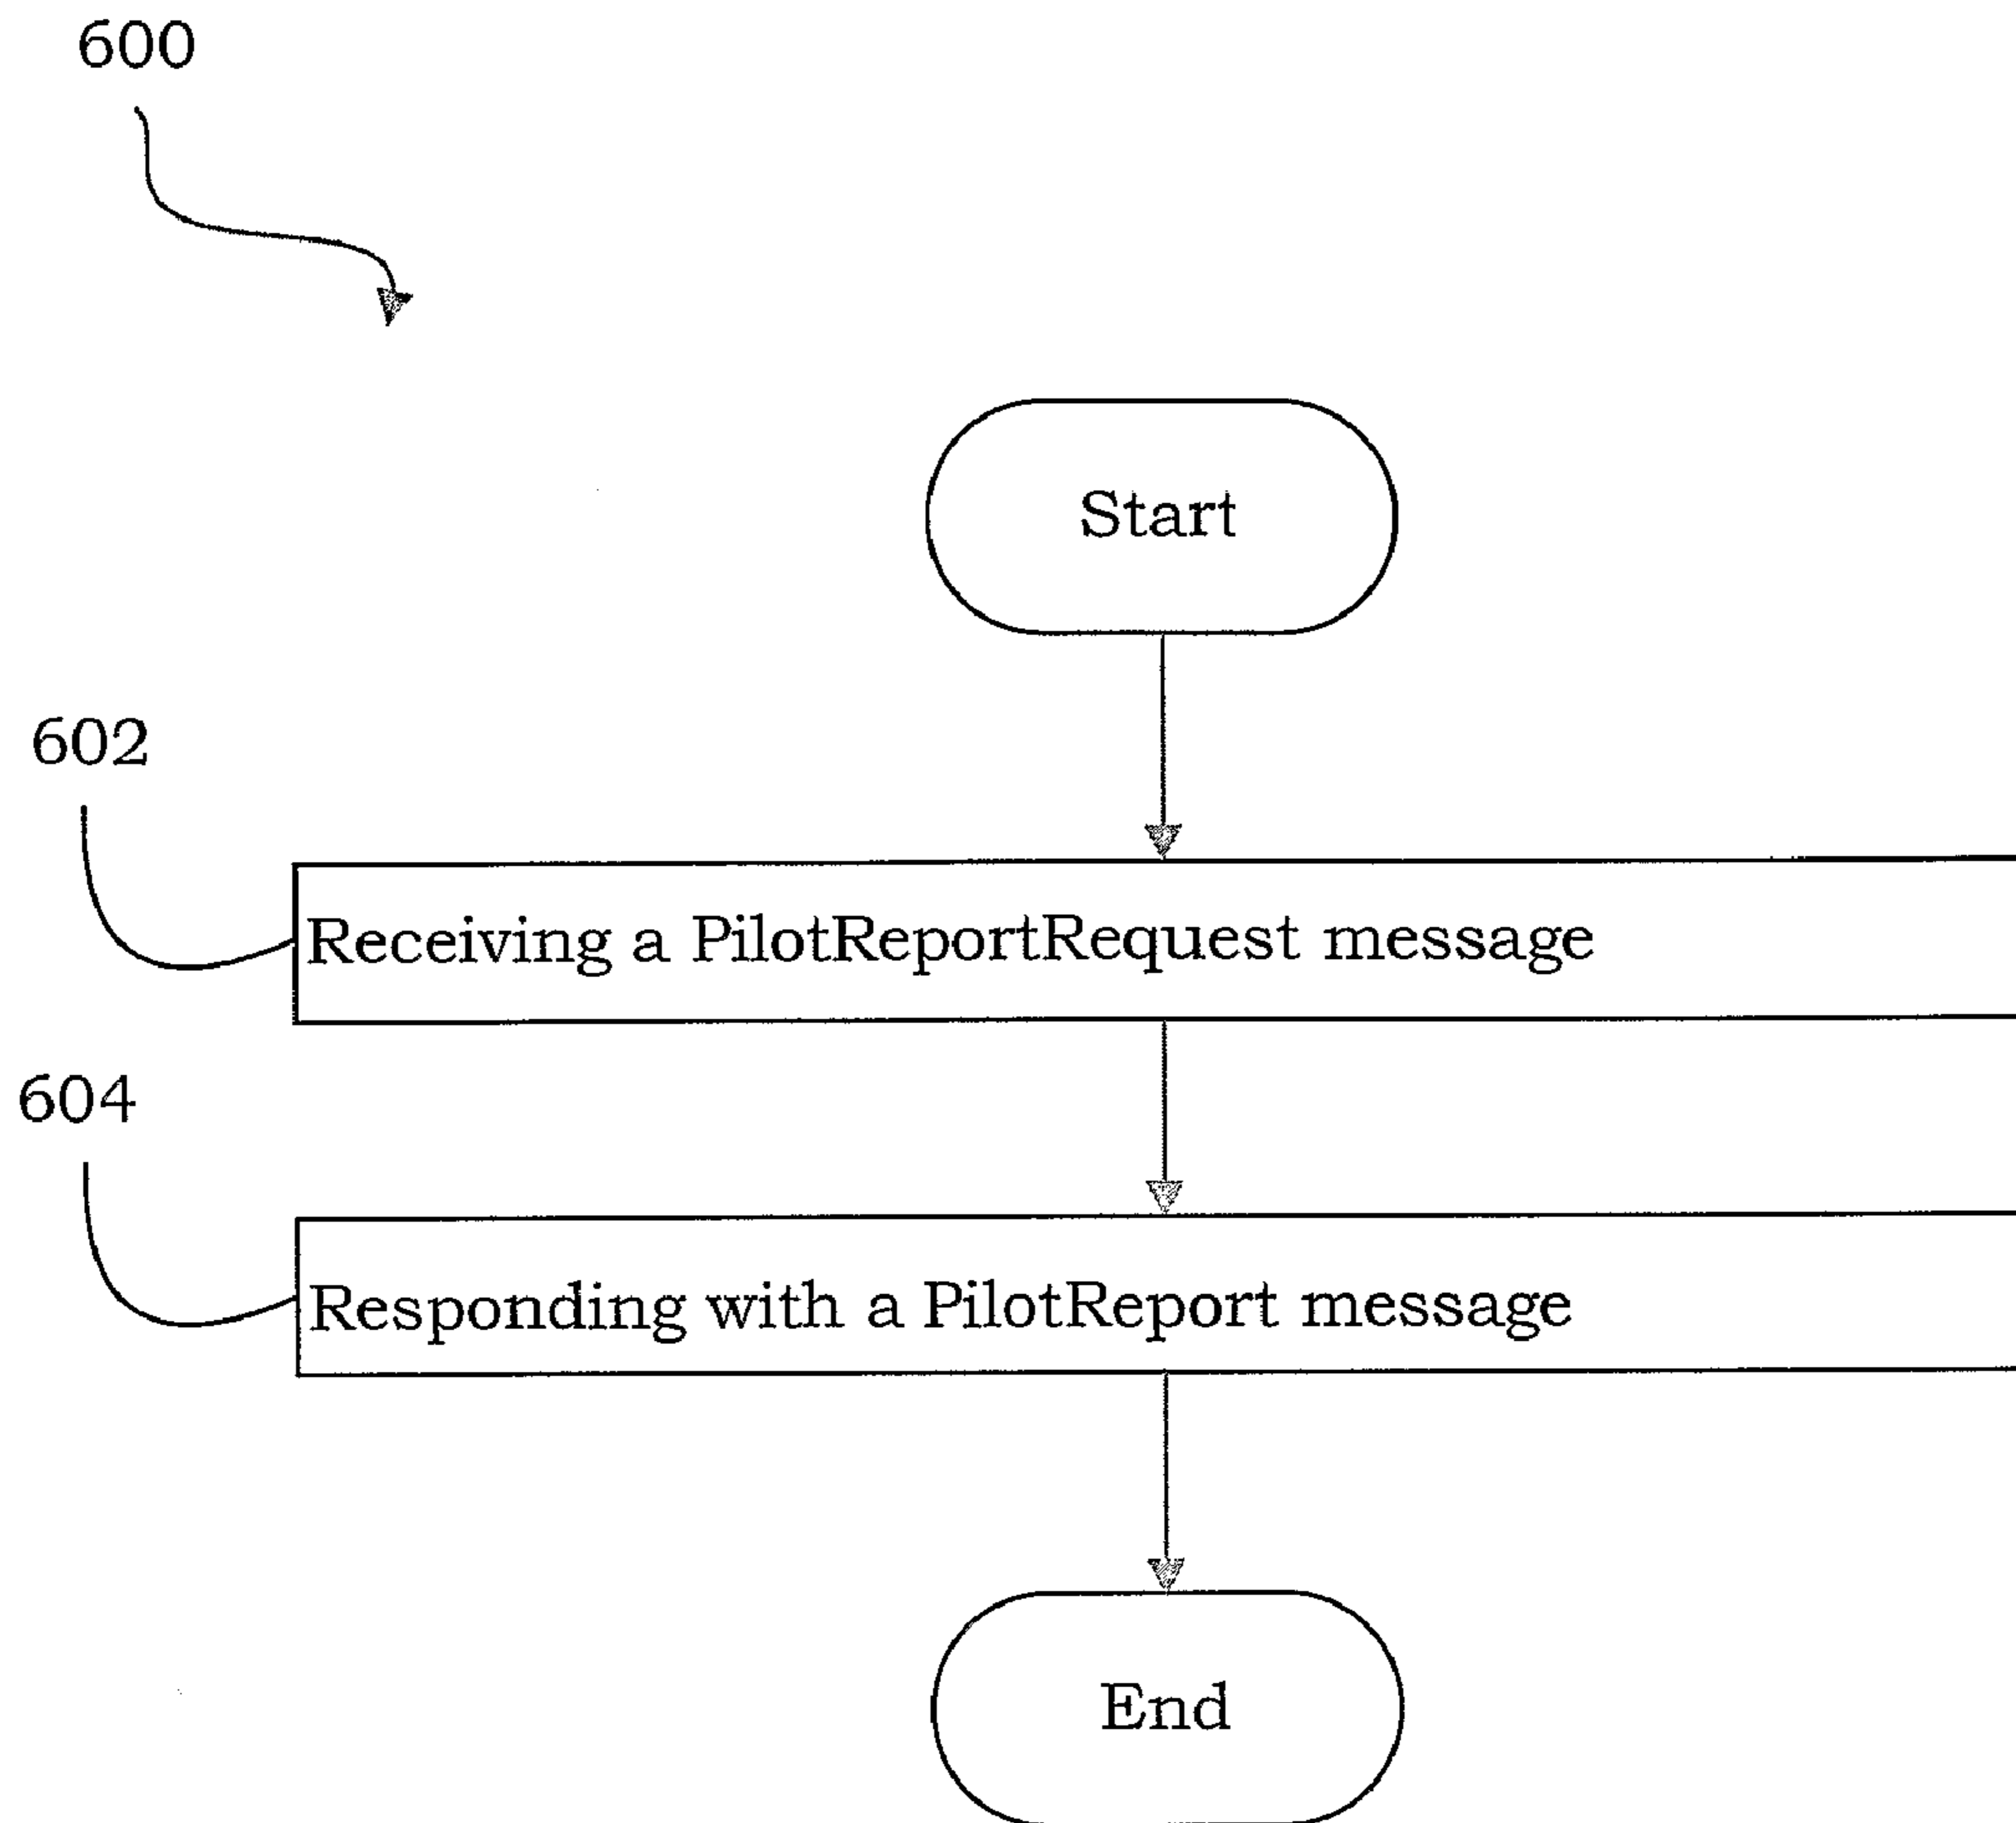 600
Start
602
Receiving a PilotReportRequest message
604
Responding with a PilotReport message
End